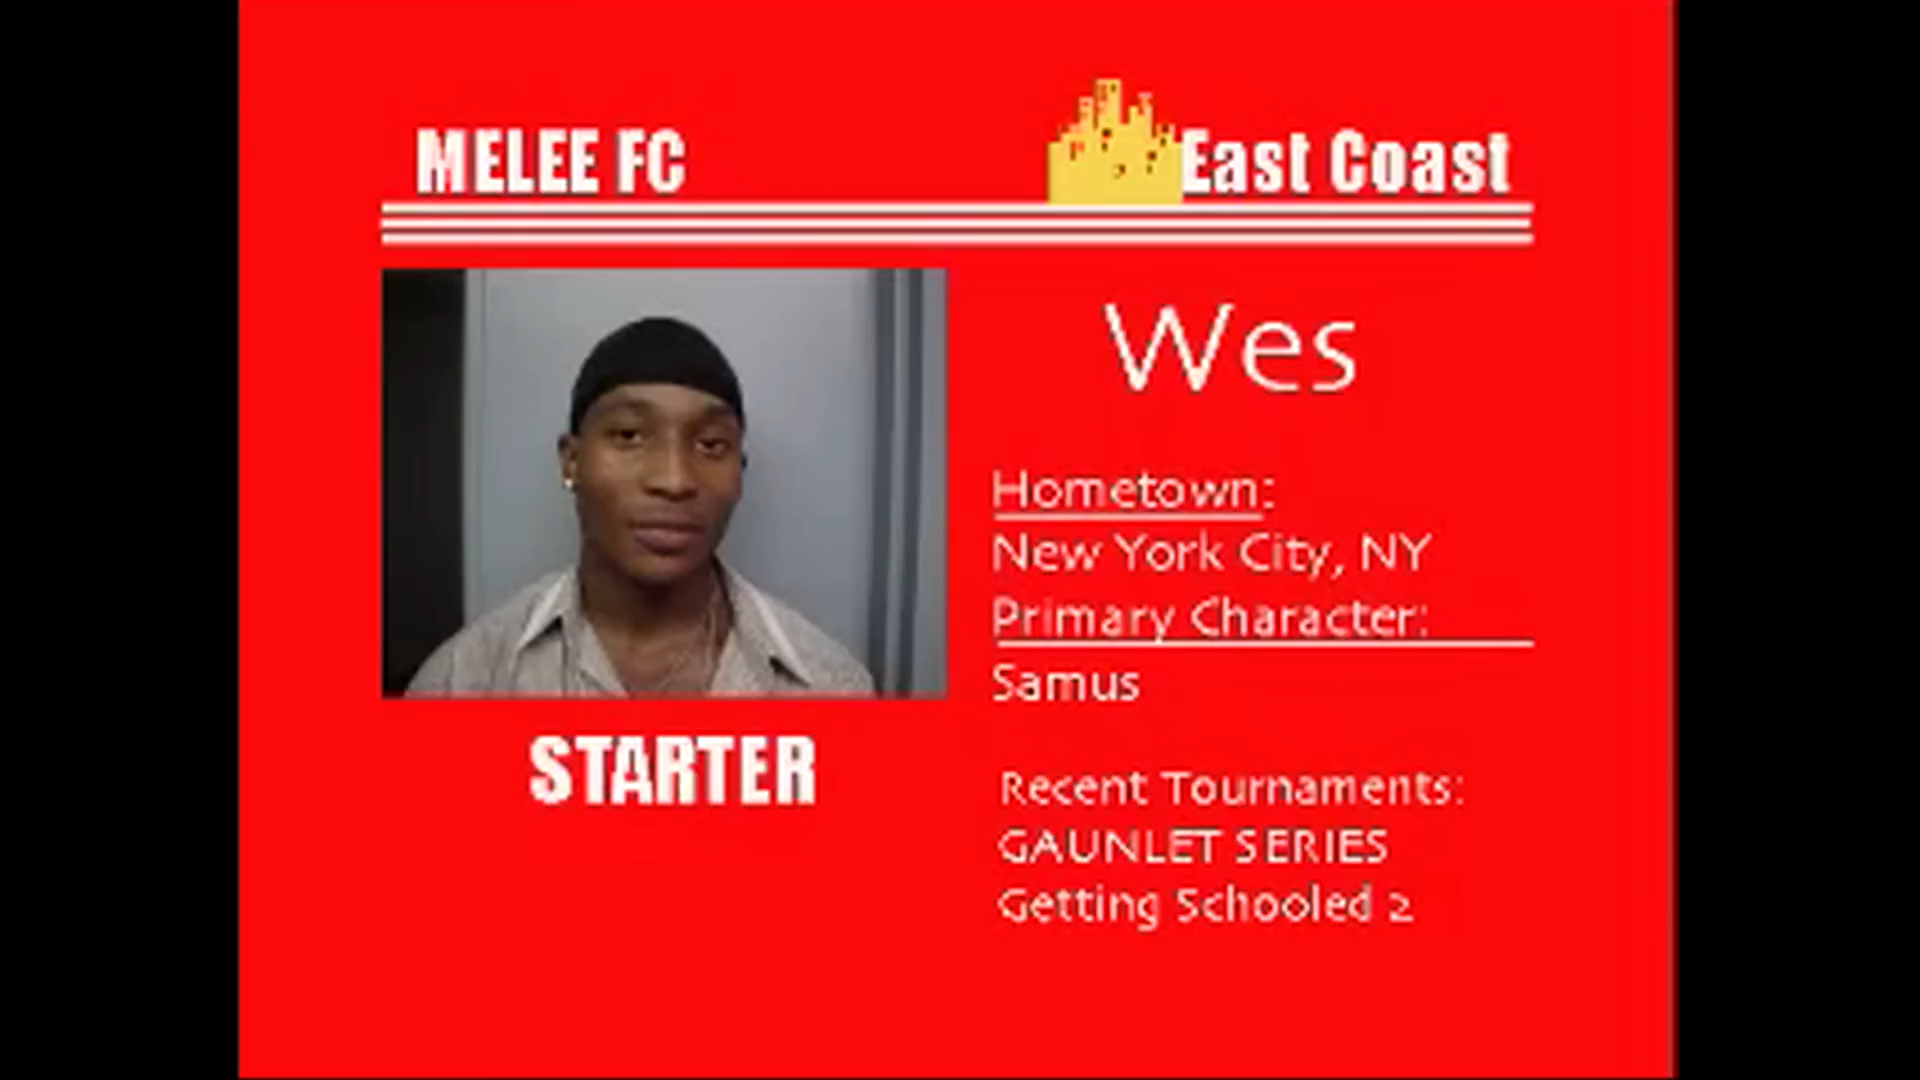 MELEE FC
East Coast
Wes
Hometown:
New York City, NY
Primary Character:
Samus
STARTER
Recent Tournaments:
GAUNLET SERIES
Getting Schooled 2